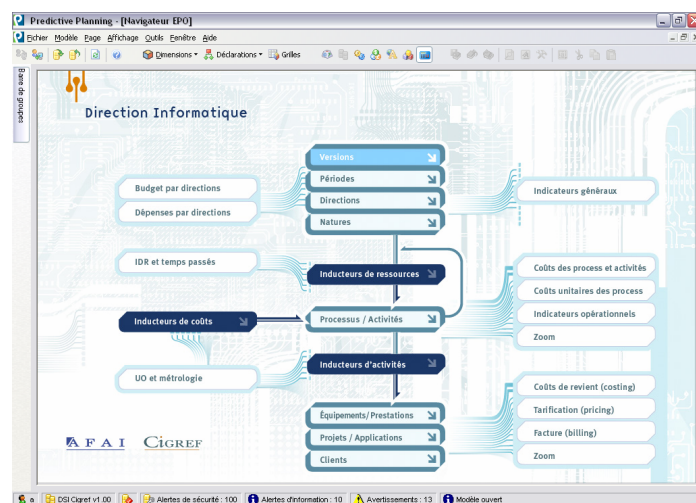 Predictive Planning - [Navigateur EPO]
Fichier Modèle Page Affichage Outils Fenêtre Aide
Dimensions Déclarations Grilles
Barre de groupes
Direction Informatique
Versions
Périodes
Directions
Natures
Budget par directions
Dépenses par directions
Indicateurs généraux
IDR et temps passés
Inducteurs de ressources
Coûts des process et activités
Coûts unitaires des process
Indicateurs opérationnels
Zoom
Inducteurs de coûts
Processus / Activités
Inducteurs d'activités
UO et métrologie
Équipements/Prestations
Projets / Applications
Clients
Coûts de revient (costing)
Tarification (pricing)
Facture (billing)
Zoom
AFAI CIGREF
a DSI Cigref v1.00 Alertes de sécurité : 100 Alertes d'information : 10 Avertissements : 13 Modèle ouvert